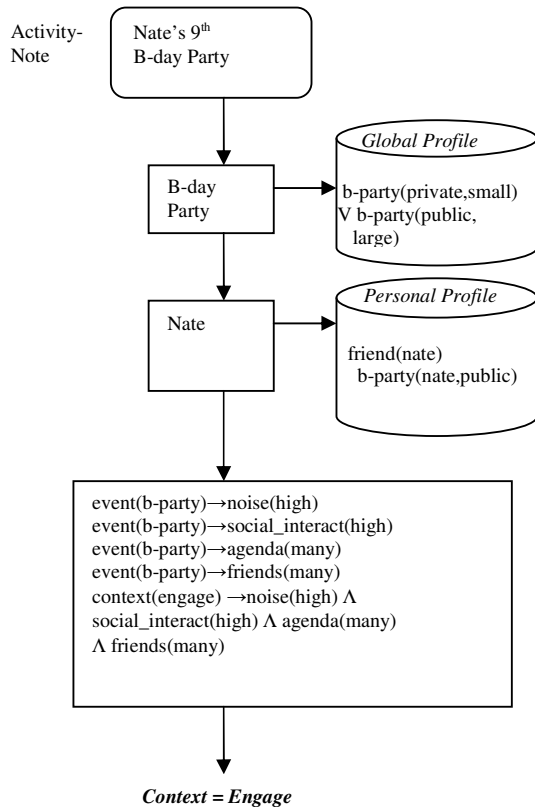 Activity-
Note
Nate's 9th
B-day Party
Global Profile
B-day
Party
b-party(private,small)
V b-party(public,
large)
Personal Profile
Nate
friend(nate)
b-party(nate,public)
event(b-party)→noise(high)
event(b-party)→social_interact(high)
event(b-party)→agenda(many)
event(b-party)→friends(many)
context(engage) →noise(high) Λ
social_interact(high) Λ agenda(many)
Λ friends(many)
Context = Engage